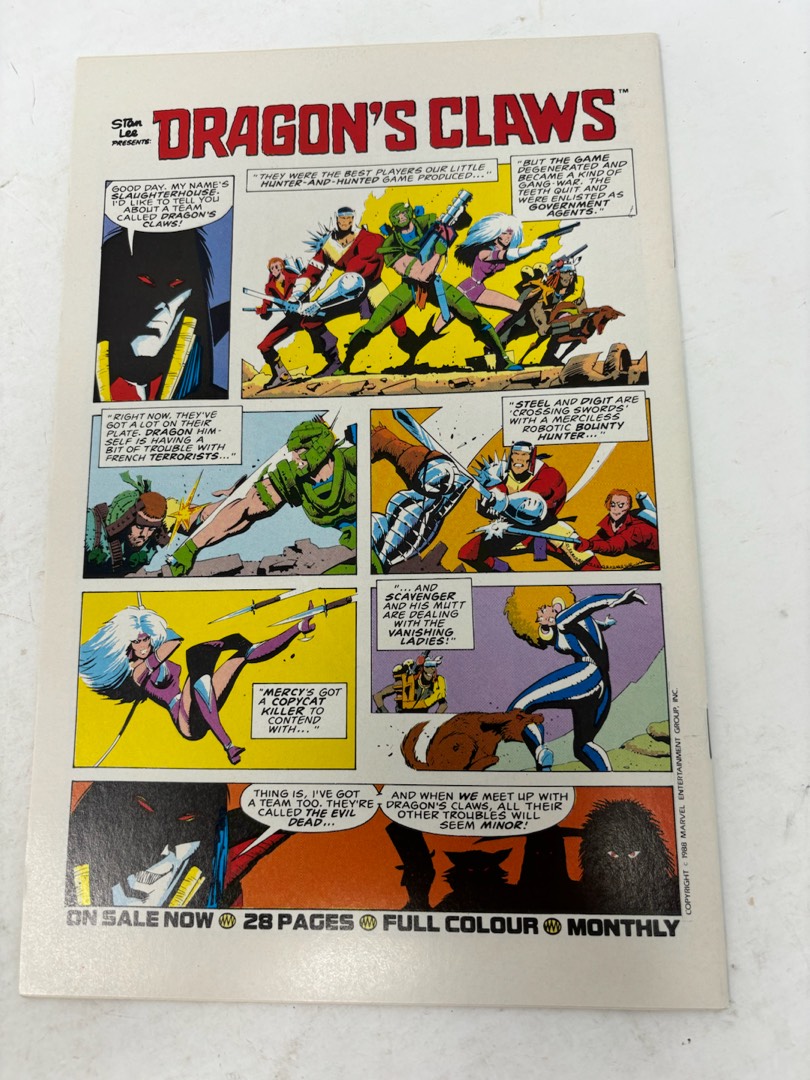 Stan
Lee
PRESENTS:
DRAGON'S CLAWS™
GOOD DAY. MY NAME'S
SLAUGHTERHOUSE.
I'D LIKE TO TELL YOU
ABOUT A TEAM
CALLED DRAGON'S
CLAWS!
"THEY WERE THE BEST PLAYERS OUR LITTLE
HUNTER-AND-HUNTED GAME PRODUCED..."
"BUT THE GAME
DEGENERATED AND
BECAME A KIND OF
GANG-WAR. THE
TEETH QUIT AND
WERE ENLISTED AS
GOVERNMENT
AGENTS."
"RIGHT NOW, THEY'VE
GOT A LOT ON THEIR
PLATE. DRAGON HIM-
SELF IS HAVING A
BIT OF TROUBLE WITH
FRENCH TERRORISTS..."
"STEEL AND DIGIT ARE
'CROSSING SWORDS'
WITH A MERCILESS
ROBOTIC BOUNTY
HUNTER..."
"MERCY'S GOT
A COPYCAT
KILLER TO
CONTEND
WITH..."
"... AND
SCAVENGER
AND HIS MUTT
ARE DEALING
WITH THE
VANISHING
LADIES!"
THING IS, I'VE GOT
A TEAM TOO. THEY'RE
CALLED THE EVIL
DEAD...
AND WHEN WE MEET UP WITH
DRAGON'S CLAWS, ALL THEIR
OTHER TROUBLES WILL
SEEM MINOR!
COPYRIGHT © 1988 MARVEL ENTERTAINMENT GROUP, INC.
ON SALE NOW 28 PAGES FULL COLOUR MONTHLY